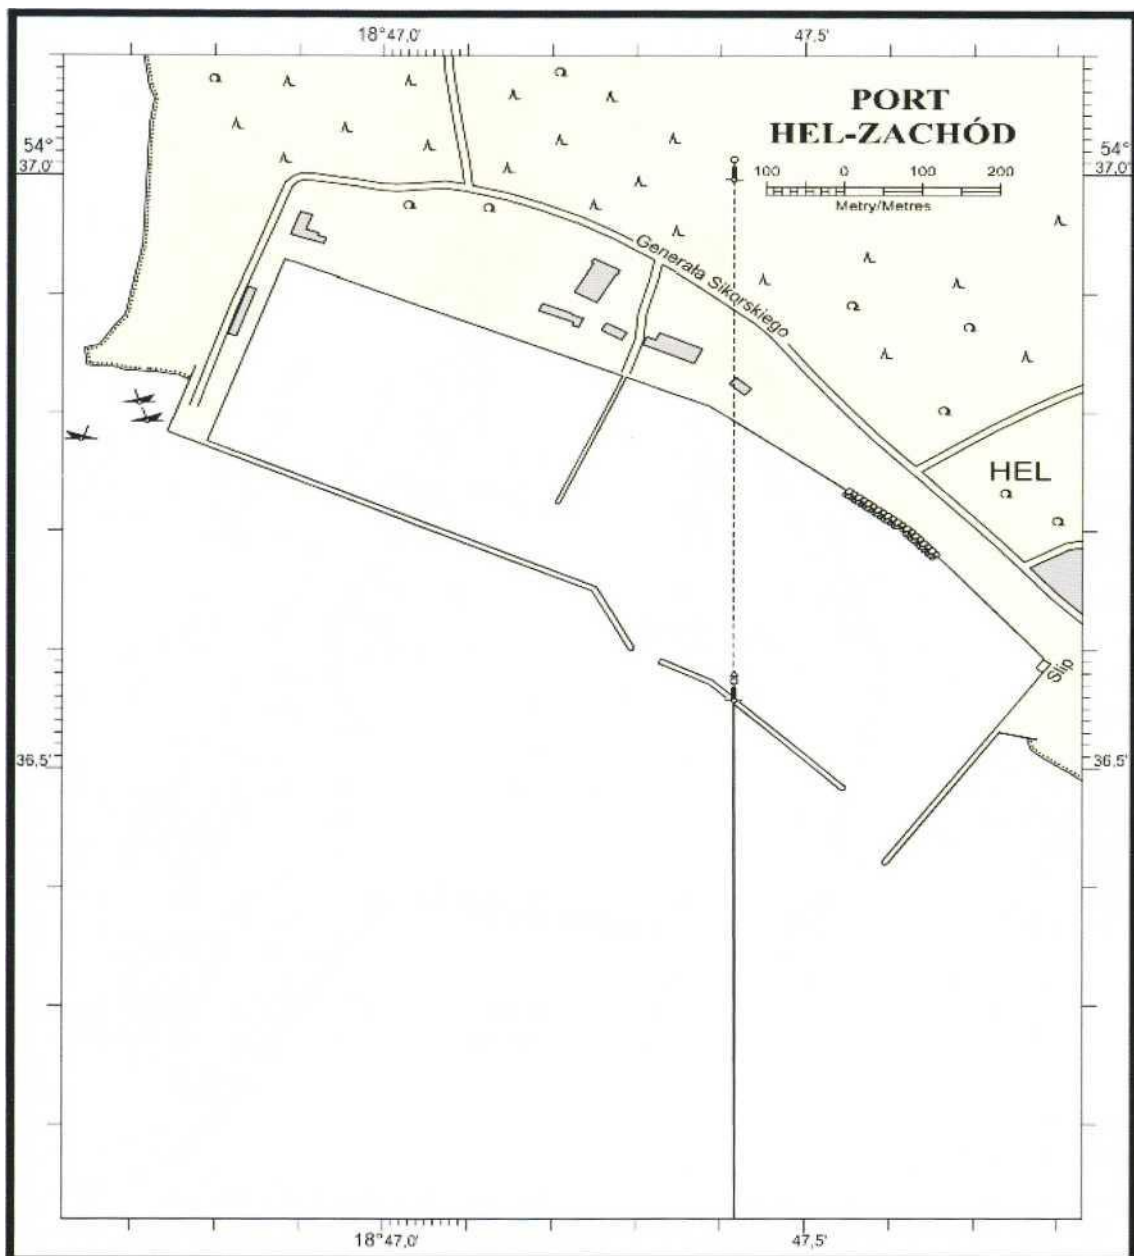 18°47,0'
47,5'
PORT
HEL-ZACHÓD
54°
37,0'
54°
37,0'
100 0 100 200
Metry/Metres
Generała Sikorskiego
HEL
Slip
36,5'
36,5'
18°47,0'
47,5'